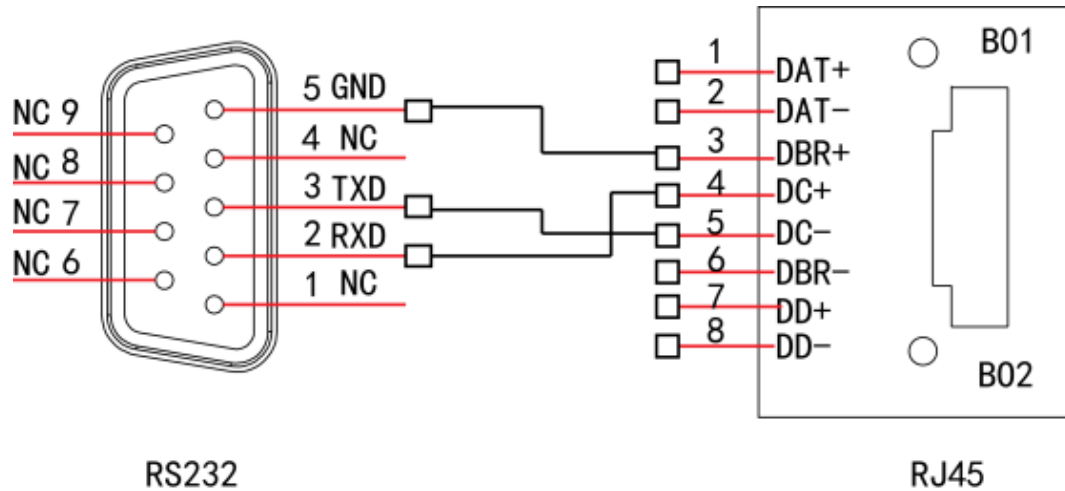 NC 9
NC 8
NC 7
NC 6
5 GND
4 NC
3 TXD
2 RXD
1 NC
1 DAT+
2 DAT-
3 DBR+
4 DC+
5 DC-
6 DBR-
7 DD+
8 DD-
B01
B02
RS232
RJ45